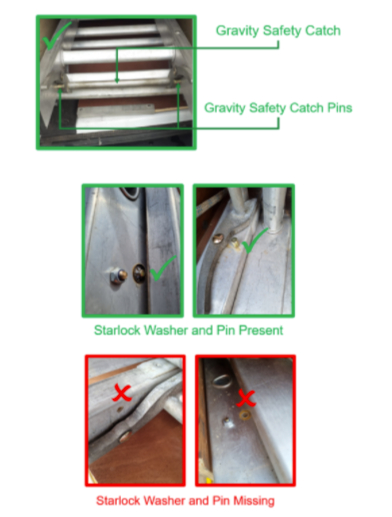 Gravity Safety Catch
Gravity Safety Catch Pins
Starlock Washer and Pin Present
Starlock Washer and Pin Missing